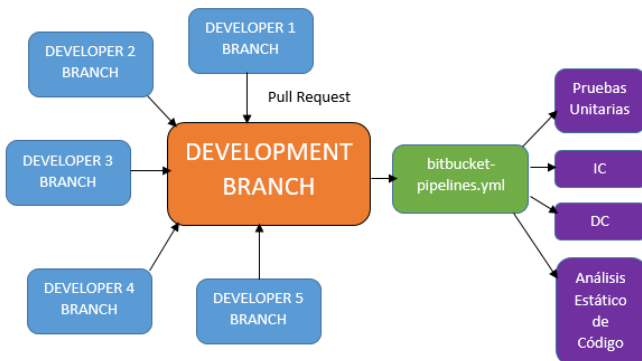 DEVELOPER 1
BRANCH
DEVELOPER 2
BRANCH
Pull Request
DEVELOPER 3
BRANCH
DEVELOPMENT
BRANCH
bitbucket-
pipelines.yml
Pruebas
Unitarias
IC
DC
Análisis
Estático
de
Código
DEVELOPER 4
BRANCH
DEVELOPER 5
BRANCH